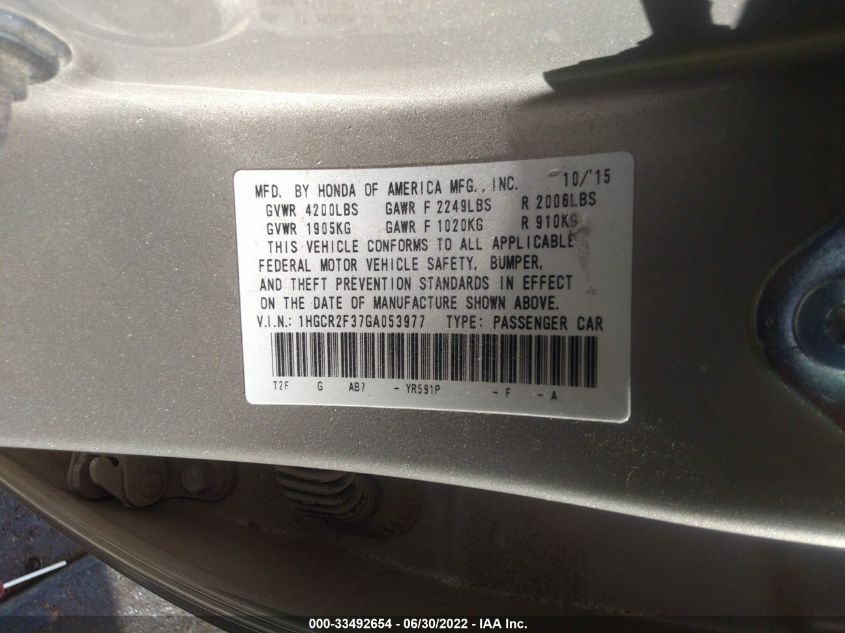 MFD. BY HONDA OF AMERICA MFG., INC. 10/'15
GVWR 4200LBS GAWR F 2249LBS R 2006LBS
GVWR 1905KG GAWR F 1020KG R 910KG
THIS VEHICLE CONFORMS TO ALL APPLICABLE
FEDERAL MOTOR VEHICLE SAFETY, BUMPER,
AND THEFT PREVENTION STANDARDS IN EFFECT
ON THE DATE OF MANUFACTURE SHOWN ABOVE.
V.I.N.: 1HGCR2F37GA053977 TYPE: PASSENGER CAR
T2F G AB7 - YR591P - F - A
000-33492654 - 06/30/2022 - IAA Inc.